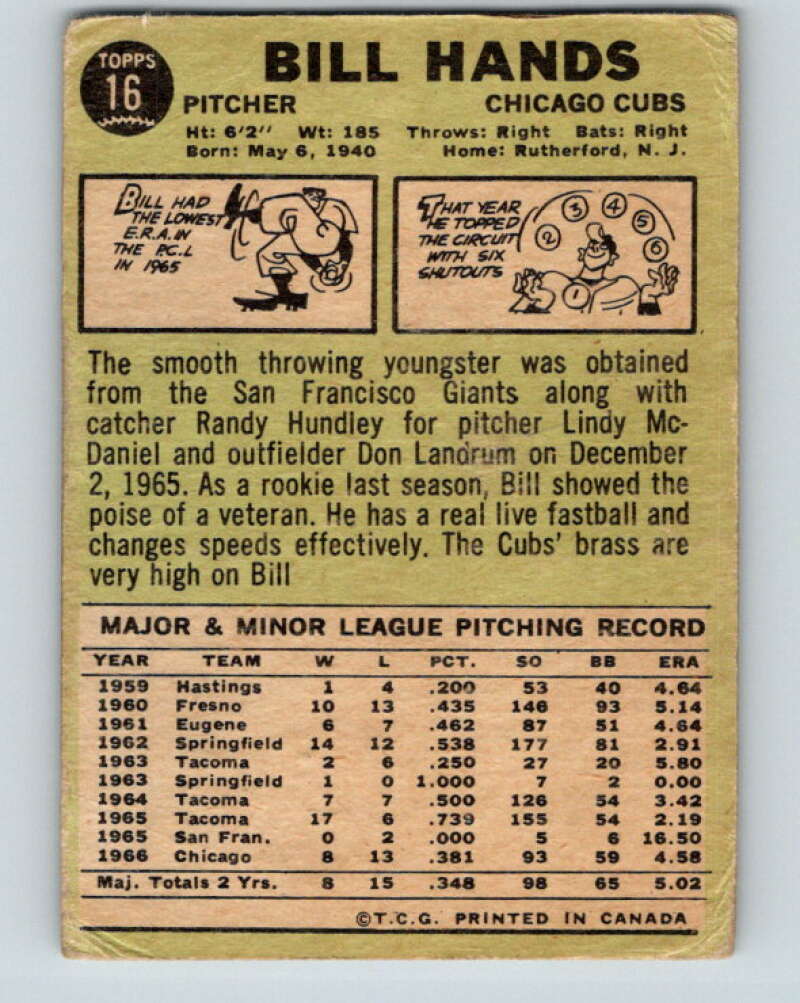 TOPPS
16
BILL HANDS
PITCHER CHICAGO CUBS
Ht: 6'2" Wt: 185 Throws: Right Bats: Right
Born: May 6, 1940 Home: Rutherford, N. J.
BILL HAD
THE LOWEST
E.R.A. IN
THE P.C.L
IN 1965
THAT YEAR
HE TOPPED
THE CIRCUIT
WITH SIX
SHUTOUTS
1 2 3 4 5 6
The smooth throwing youngster was obtained
from the San Francisco Giants along with
catcher Randy Hundley for pitcher Lindy Mc-
Daniel and outfielder Don Landrum on December
2, 1965. As a rookie last season, Bill showed the
poise of a veteran. He has a real live fastball and
changes speeds effectively. The Cubs' brass are
very high on Bill
MAJOR & MINOR LEAGUE PITCHING RECORD
YEAR TEAM W L PCT. SO BB ERA
1959 Hastings 1 4 .200 53 40 4.64
1960 Fresno 10 13 .435 146 93 5.14
1961 Eugene 6 7 .462 87 51 4.64
1962 Springfield 14 12 .538 177 81 2.91
1963 Tacoma 2 6 .250 27 20 5.80
1963 Springfield 1 0 1.000 7 2 0.00
1964 Tacoma 7 7 .500 126 54 3.42
1965 Tacoma 17 6 .739 155 54 2.19
1965 San Fran. 0 2 .000 5 6 16.50
1966 Chicago 8 13 .381 93 59 4.58
Maj. Totals 2 Yrs. 8 15 .348 98 65 5.02
©T.C.G. PRINTED IN CANADA